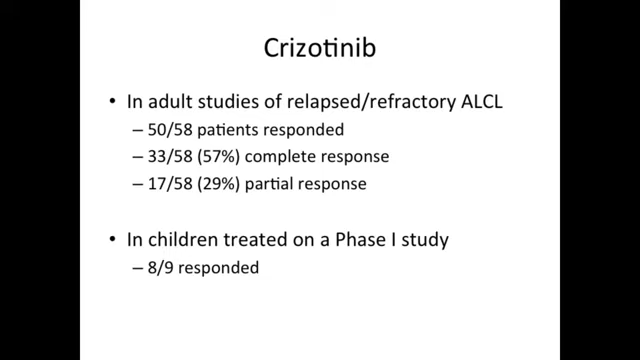 Crizotinib
• In adult studies of relapsed/refractory ALCL
– 50/58 patients responded
– 33/58 (57%) complete response
– 17/58 (29%) partial response
• In children treated on a Phase I study
– 8/9 responded